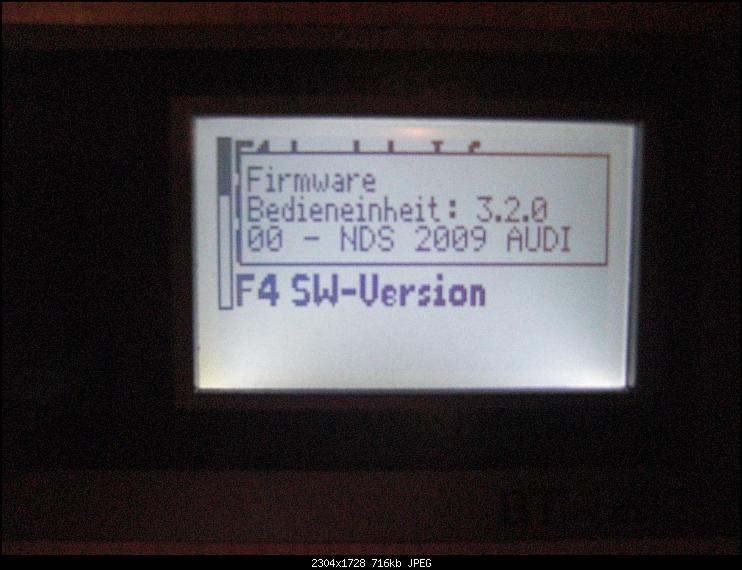 Firmware
Bedieneinheit: 3.2.0
00 - NDS 2009 AUDI
F4 SW-Version
2304x1728 716kb JPEG